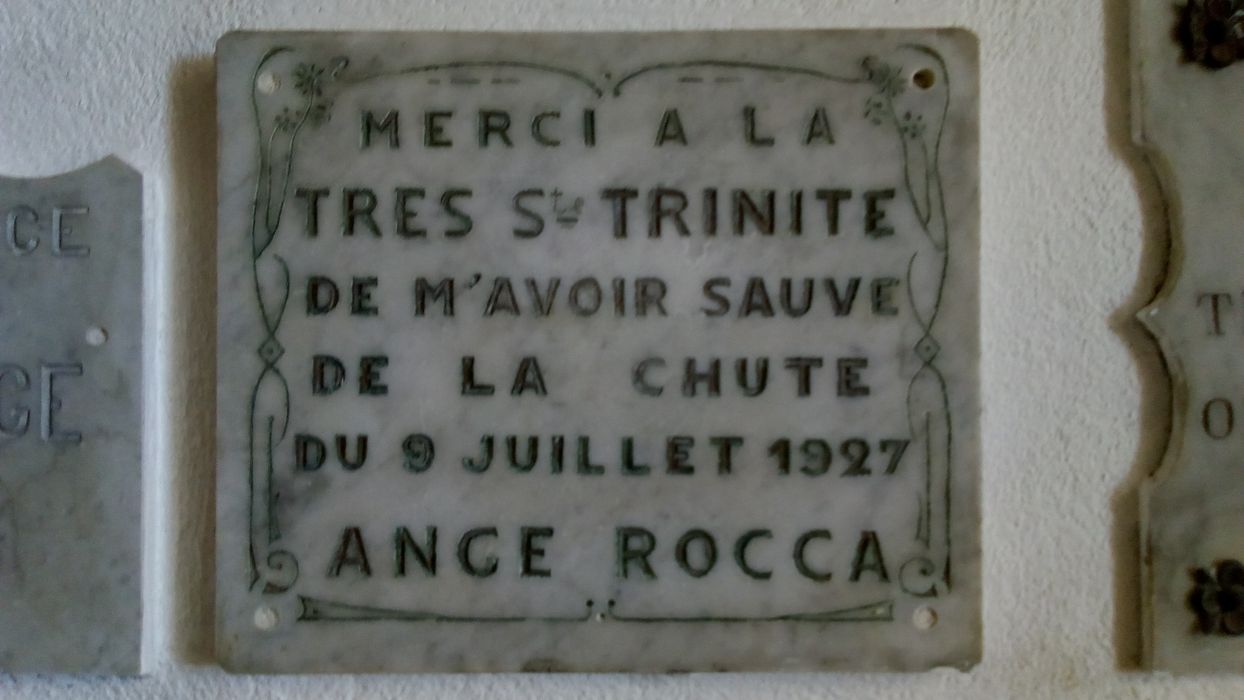 MERCI A LA
TRES Ste TRINITE
DE M'AVOIR SAUVE
DE LA CHUTE
DU 9 JUILLET 1927
ANGE ROCCA